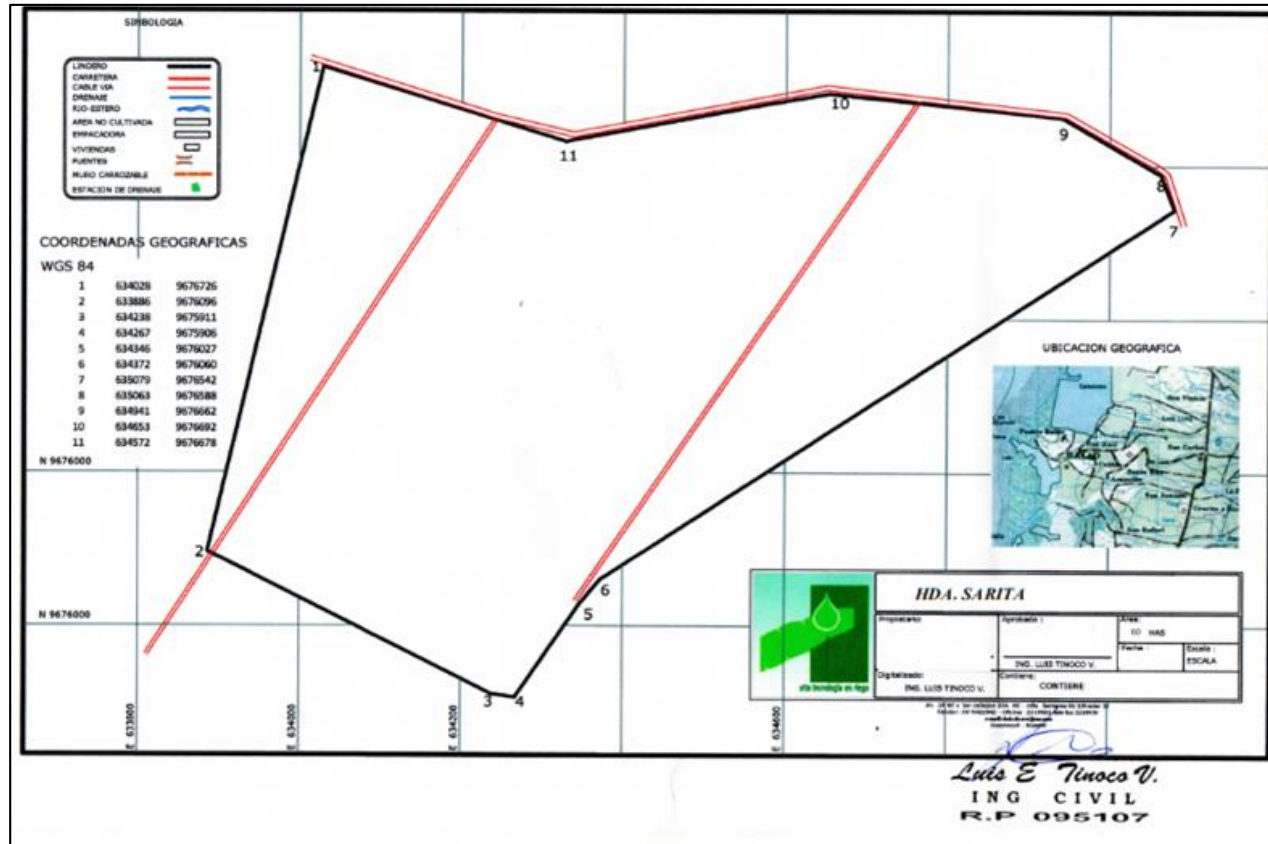 SIMBOLOGIA
LINDERO
CARRETERA
CABLE VIA
DRENAJE
RIO-ESTERO
AREA NO CULTIVADA
EMPACADORA
VIVIENDAS
PUENTES
MURO CARROZABLE
ESTACION DE DRENAJE
COORDENADAS GEOGRAFICAS
WGS 84
1 634028 9676726
2 633886 9676096
3 634238 9675911
4 634267 9675906
5 634346 9676027
6 634372 9676060
7 635079 9676542
8 635063 9676588
9 634941 9676662
10 634653 9676692
11 634572 9676678
N 9676000
N 9676000
1
11
10
9
8
7
2
6
5
3
4
E 633800
E 634000
E 634200
E 634600
UBICACION GEOGRAFICA
HDA. SARITA
Propietario
Aprobado :
Area:
HAS
ING. LUIS TINOCO V.
Fecha :
Escala :
ESCALA
Digitalizado:
ING. LUIS TINOCO V.
Contiene:
CONTIENE
alta tecnología en riego
Luis E Tinoco V.
ING CIVIL
R.P 095107